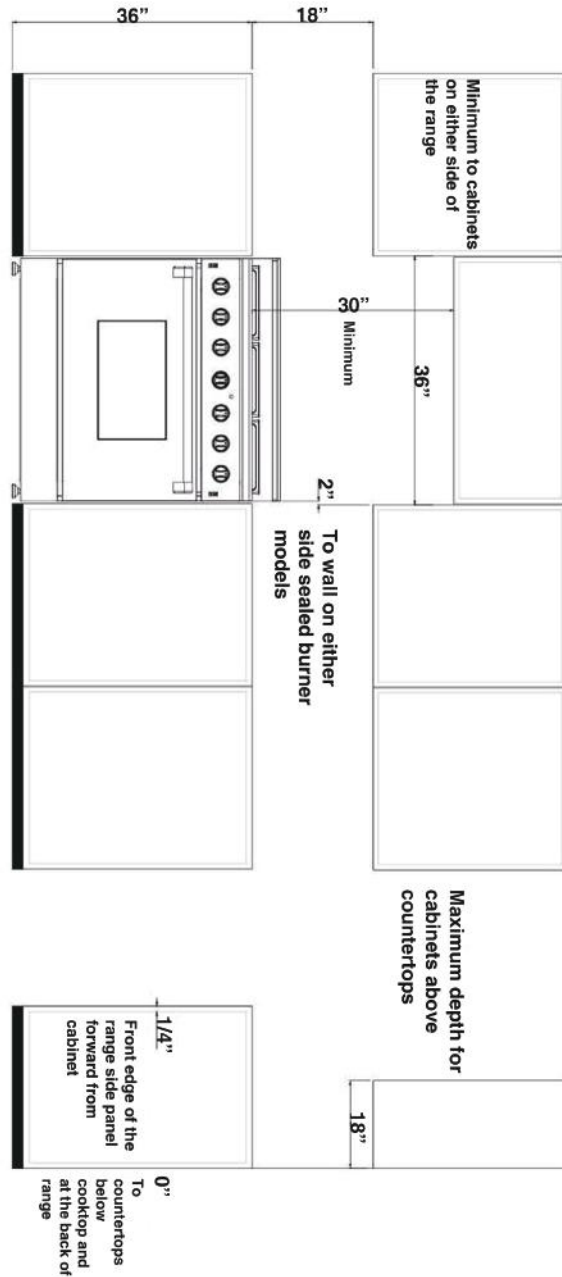 Minimum to cabinets
on either side of
the range
36”
18”
30”
Minimum
36”
2”
To wall on either
side sealed burner
models
Maximum depth for
cabinets above
countertops
18”
1/4”
Front edge of the
range side panel
forward from
cabinet
0”
To
countertops
below
cooktop and
at the back of
range